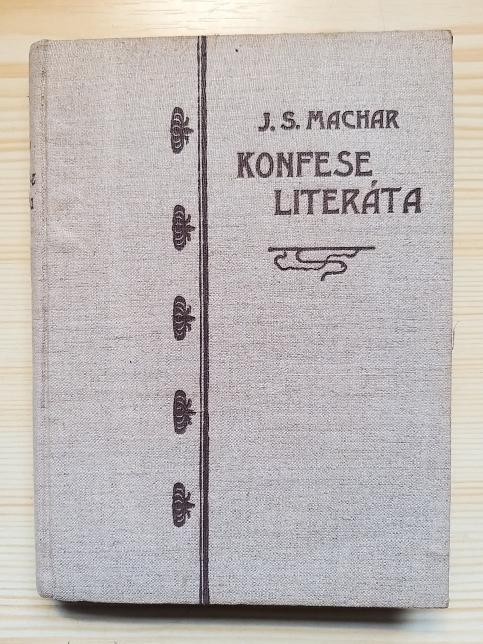 J. S. MACHAR
KONFESE
LITERÁTA